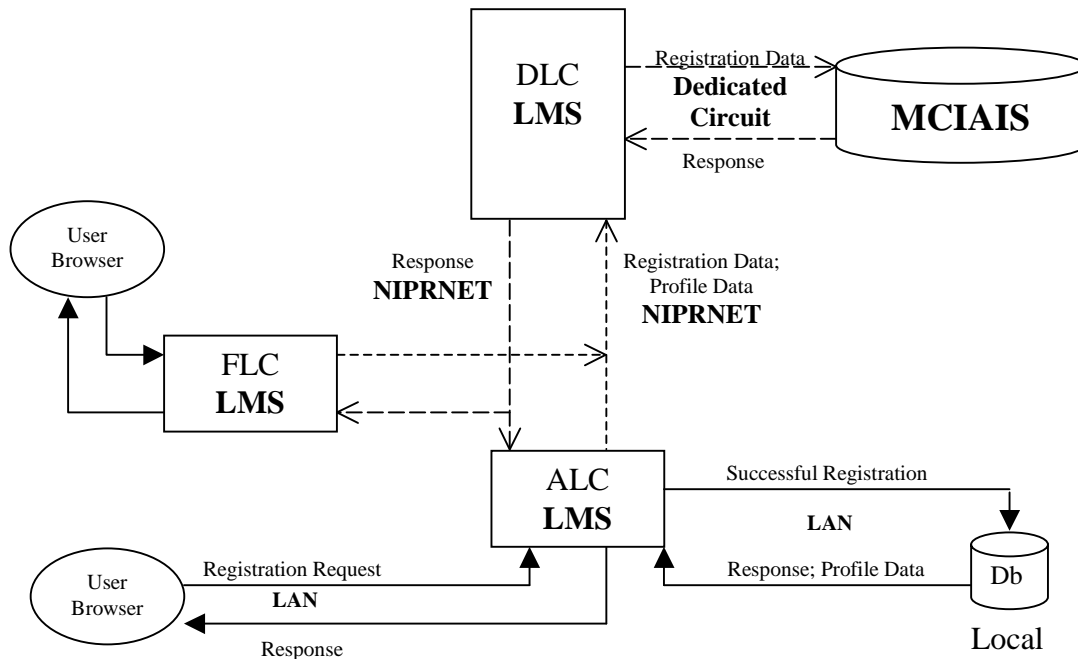 DLC
LMS
Registration Data
Dedicated
Circuit
Response
MCIAIS
User
Browser
Response
NIPRNET
Registration Data;
Profile Data
NIPRNET
FLC
LMS
ALC
LMS
Successful Registration
LAN
Response; Profile Data
Db
Local
User
Browser
Registration Request
LAN
Response